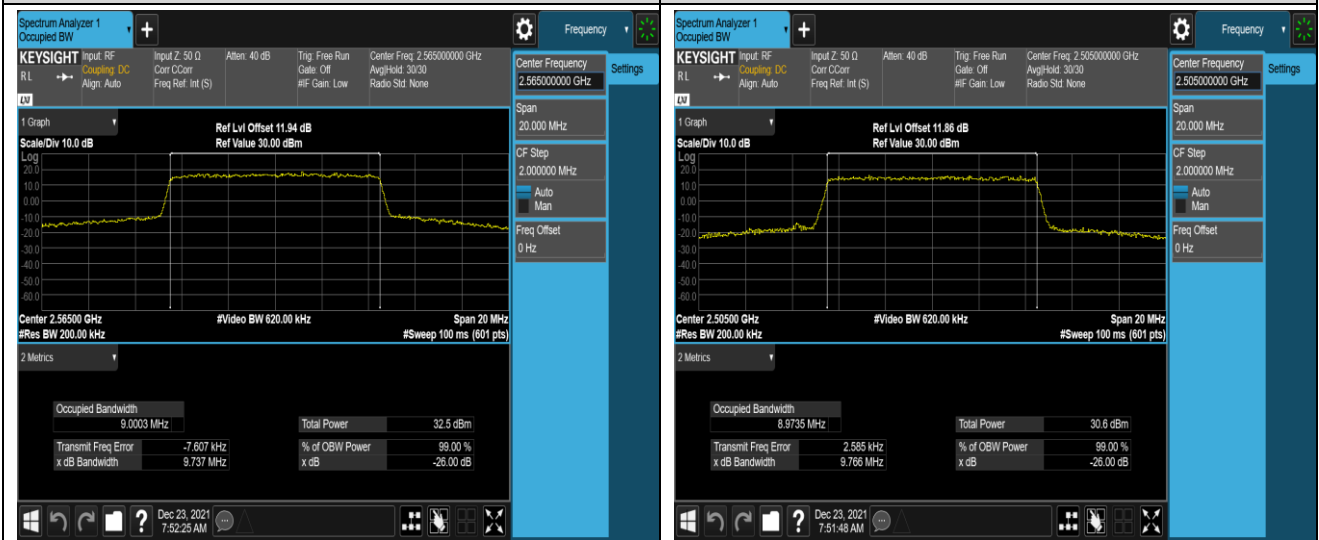 Spectrum Analyzer 1
Occupied BW
+
Frequency
KEYSIGHT
Input: RF
Input Z: 50 Ω
Atten: 40 dB
Trig: Free Run
Center Freq: 2.565000000 GHz
RL
Coupling: DC
Corr CCorr
Gate: Off
Avg|Hold: 30/30
Align: Auto
Freq Ref: Int (S)
#IF Gain: Low
Radio Std: None
LXI
Center Frequency
2.565000000 GHz
Settings
Span
20.000 MHz
CF Step
2.000000 MHz
Auto
Man
Freq Offset
0 Hz
1 Graph
Ref Lvl Offset 11.94 dB
Scale/Div 10.0 dB
Ref Value 30.00 dBm
Log
20.0
10.0
0.00
-10.0
-20.0
-30.0
-40.0
-50.0
-60.0
Center 2.56500 GHz
#Video BW 620.00 kHz
Span 20 MHz
#Res BW 200.00 kHz
#Sweep 100 ms (601 pts)
2 Metrics
Occupied Bandwidth
9.0003 MHz
Total Power 32.5 dBm
Transmit Freq Error -7.607 kHz
% of OBW Power 99.00 %
x dB Bandwidth 9.737 MHz
x dB -26.00 dB
?
Dec 23, 2021
7:52:25 AM
Spectrum Analyzer 1
Occupied BW
+
Frequency
KEYSIGHT
Input: RF
Input Z: 50 Ω
Atten: 40 dB
Trig: Free Run
Center Freq: 2.505000000 GHz
RL
Coupling: DC
Corr CCorr
Gate: Off
Avg|Hold: 30/30
Align: Auto
Freq Ref: Int (S)
#IF Gain: Low
Radio Std: None
LXI
Center Frequency
2.505000000 GHz
Settings
Span
20.000 MHz
CF Step
2.000000 MHz
Auto
Man
Freq Offset
0 Hz
1 Graph
Ref Lvl Offset 11.86 dB
Scale/Div 10.0 dB
Ref Value 30.00 dBm
Log
20.0
10.0
0.00
-10.0
-20.0
-30.0
-40.0
-50.0
-60.0
Center 2.50500 GHz
#Video BW 620.00 kHz
Span 20 MHz
#Res BW 200.00 kHz
#Sweep 100 ms (601 pts)
2 Metrics
Occupied Bandwidth
8.9735 MHz
Total Power 30.6 dBm
Transmit Freq Error 2.585 kHz
% of OBW Power 99.00 %
x dB Bandwidth 9.766 MHz
x dB -26.00 dB
?
Dec 23, 2021
7:51:48 AM